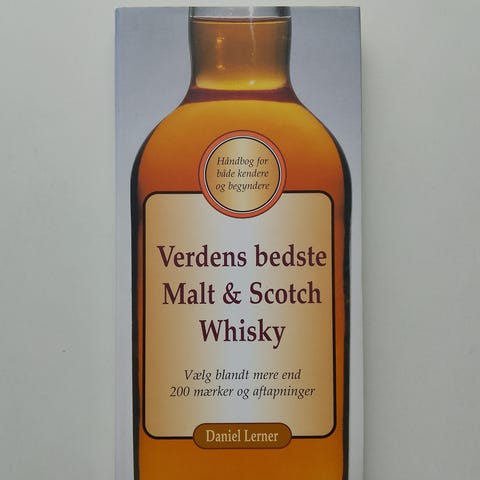 Håndbog for
både kendere
og begyndere
Verdens bedste
Malt & Scotch
Whisky
Vælg blandt mere end
200 mærker og aftapninger
Daniel Lerner